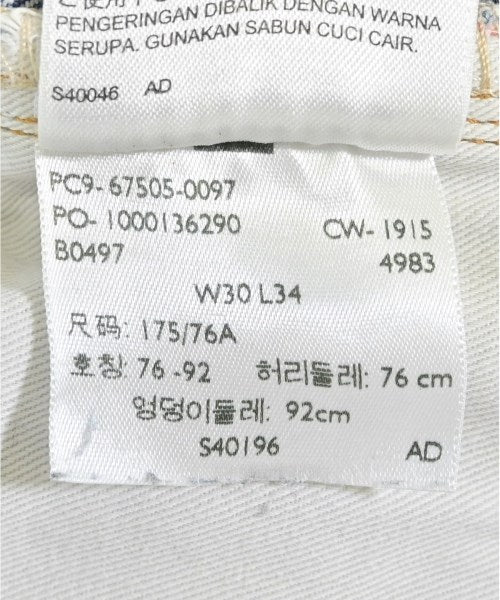 PENGERINGAN DIBALIK DENGAN WARNA
SERUPA. GUNAKAN SABUN CUCI CAIR.
S40046 AD
PC9- 67505-0097
PO- 1000136290 CW- 1915
B0497 4983
W30 L34
尺码: 175/76A
호칭: 76 -92 허리둘레: 76 cm
엉덩이둘레: 92cm
S40196 AD